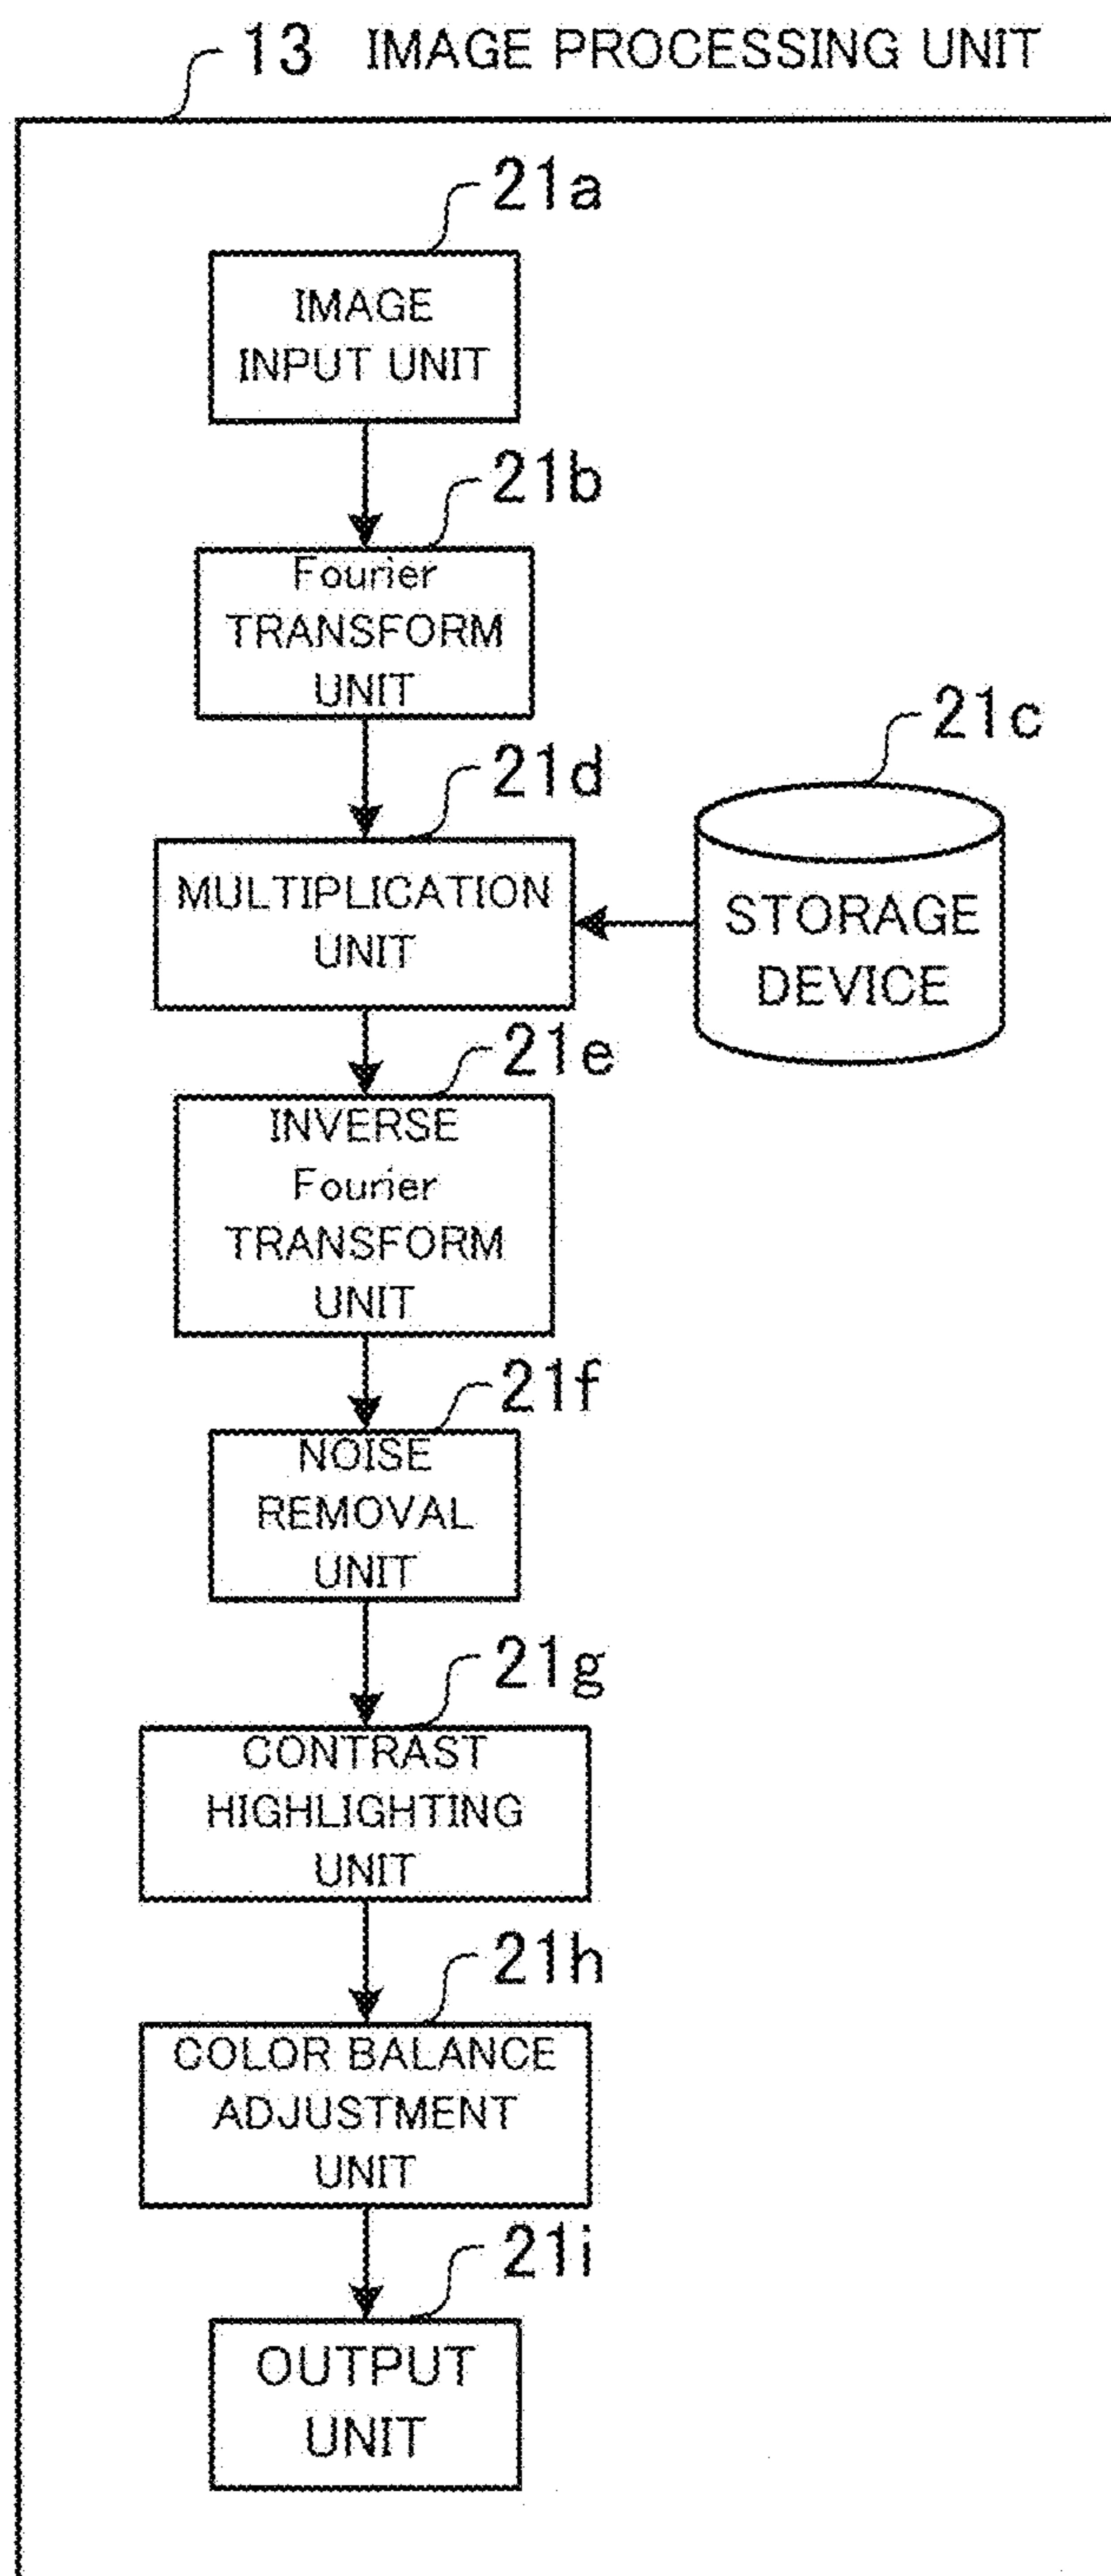 13 IMAGE PROCESSING UNIT
21a
IMAGE
INPUT UNIT
21b
Fourier
TRANSFORM
UNIT
21c
STORAGE
DEVICE
21d
MULTIPLICATION
UNIT
21e
INVERSE
Fourier
TRANSFORM
UNIT
21f
NOISE
REMOVAL
UNIT
21g
CONTRAST
HIGHLIGHTING
UNIT
21h
COLOR BALANCE
ADJUSTMENT
UNIT
21i
OUTPUT
UNIT